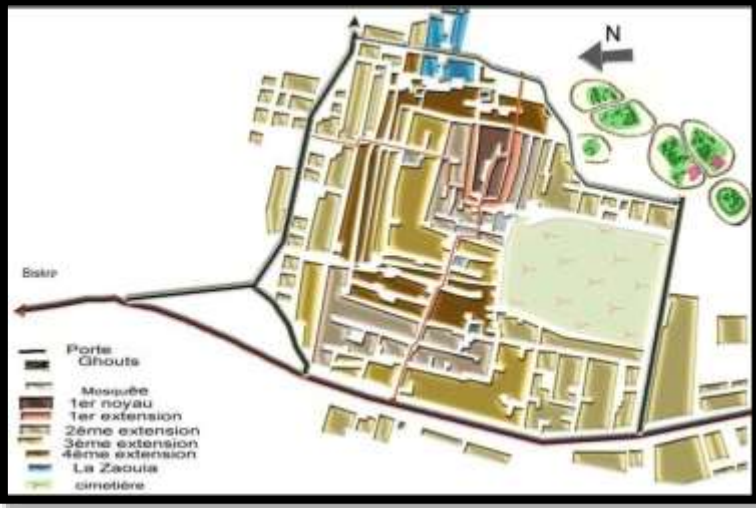 N
Biskra
Porte
Ghouts
Mosquée
1er noyau
1er extension
2ème extension
3ème extension
4ème extension
La Zaouia
cimetière